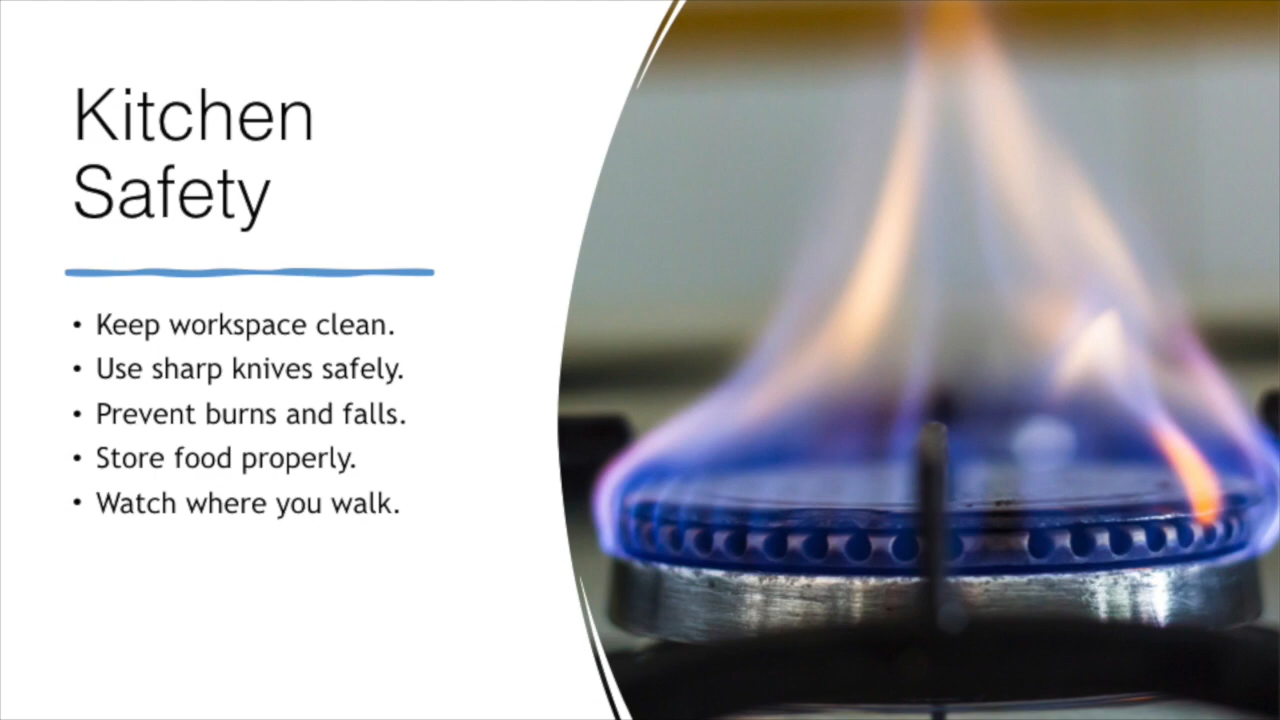 Kitchen
Safety
• Keep workspace clean.
• Use sharp knives safely.
• Prevent burns and falls.
• Store food properly.
• Watch where you walk.